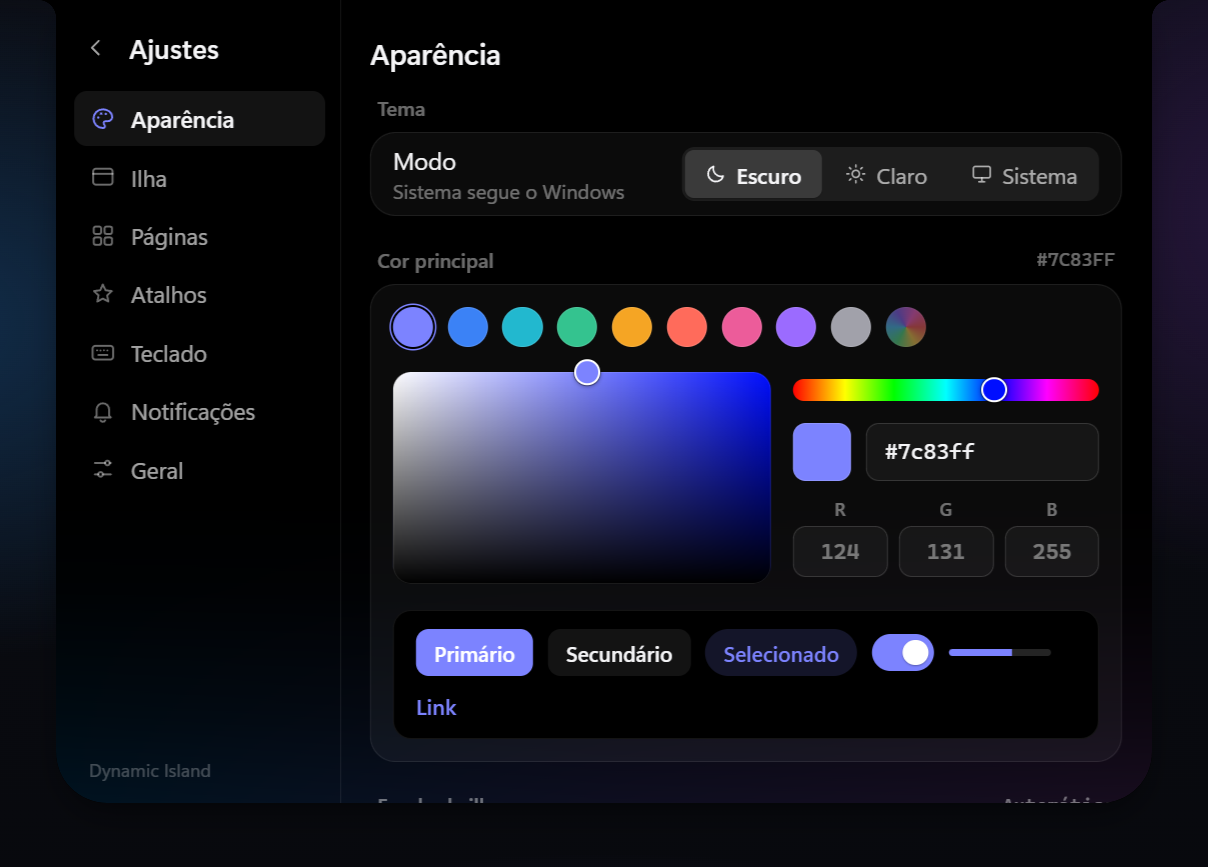 Ajustes
Aparência
Ilha
Páginas
Atalhos
Teclado
Notificações
Geral
Dynamic Island
Aparência
Tema
Modo
Sistema segue o Windows
Escuro
Claro
Sistema
Cor principal
#7C83FF
#7c83ff
R G B
124 131 255
Primário
Secundário
Selecionado
Link